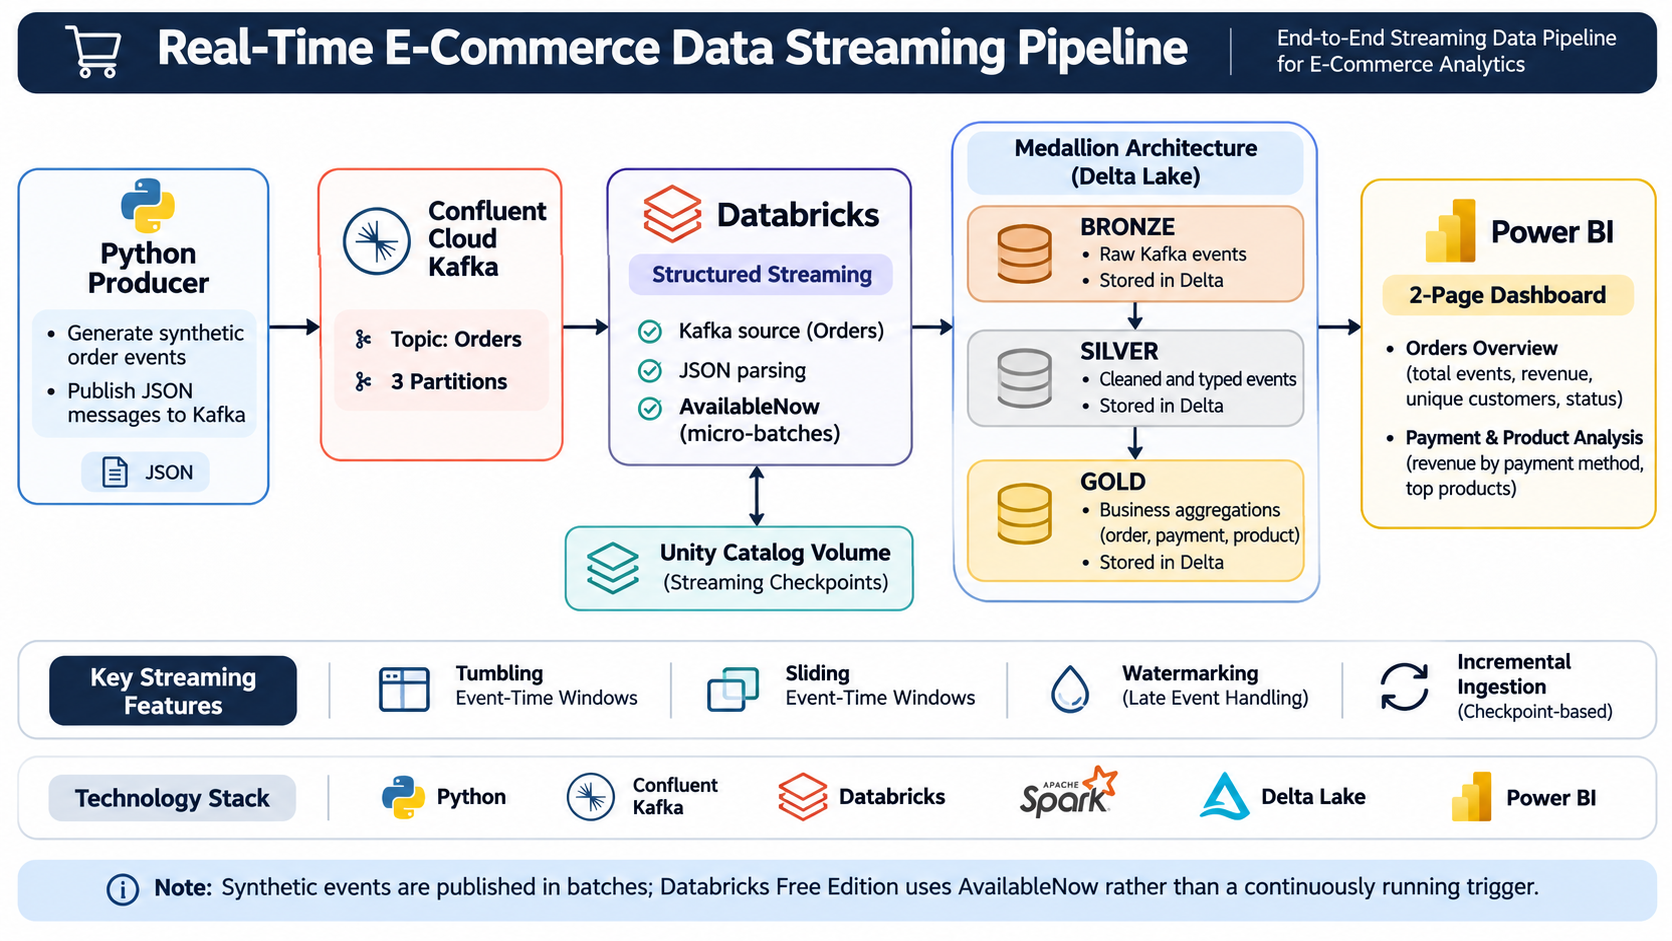 Real-Time E-Commerce Data Streaming Pipeline
End-to-End Streaming Data Pipeline
for E-Commerce Analytics
Python
Producer
• Generate synthetic
order events
• Publish JSON
messages to Kafka
JSON
Confluent
Cloud
Kafka
Topic: Orders
3 Partitions
Databricks
Structured Streaming
Kafka source (Orders)
JSON parsing
AvailableNow
(micro-batches)
Unity Catalog Volume
(Streaming Checkpoints)
Medallion Architecture
(Delta Lake)
BRONZE
• Raw Kafka events
• Stored in Delta
SILVER
• Cleaned and typed events
• Stored in Delta
GOLD
• Business aggregations
(order, payment, product)
• Stored in Delta
Power BI
2-Page Dashboard
• Orders Overview
(total events, revenue,
unique customers, status)
• Payment & Product Analysis
(revenue by payment method,
top products)
Key Streaming
Features
Tumbling
Event-Time Windows
Sliding
Event-Time Windows
Watermarking
(Late Event Handling)
Incremental
Ingestion
(Checkpoint-based)
Technology Stack
Python
Confluent
Kafka
Databricks
APACHE
Spark
Delta Lake
Power BI
Note: Synthetic events are published in batches; Databricks Free Edition uses AvailableNow rather than a continuously running trigger.